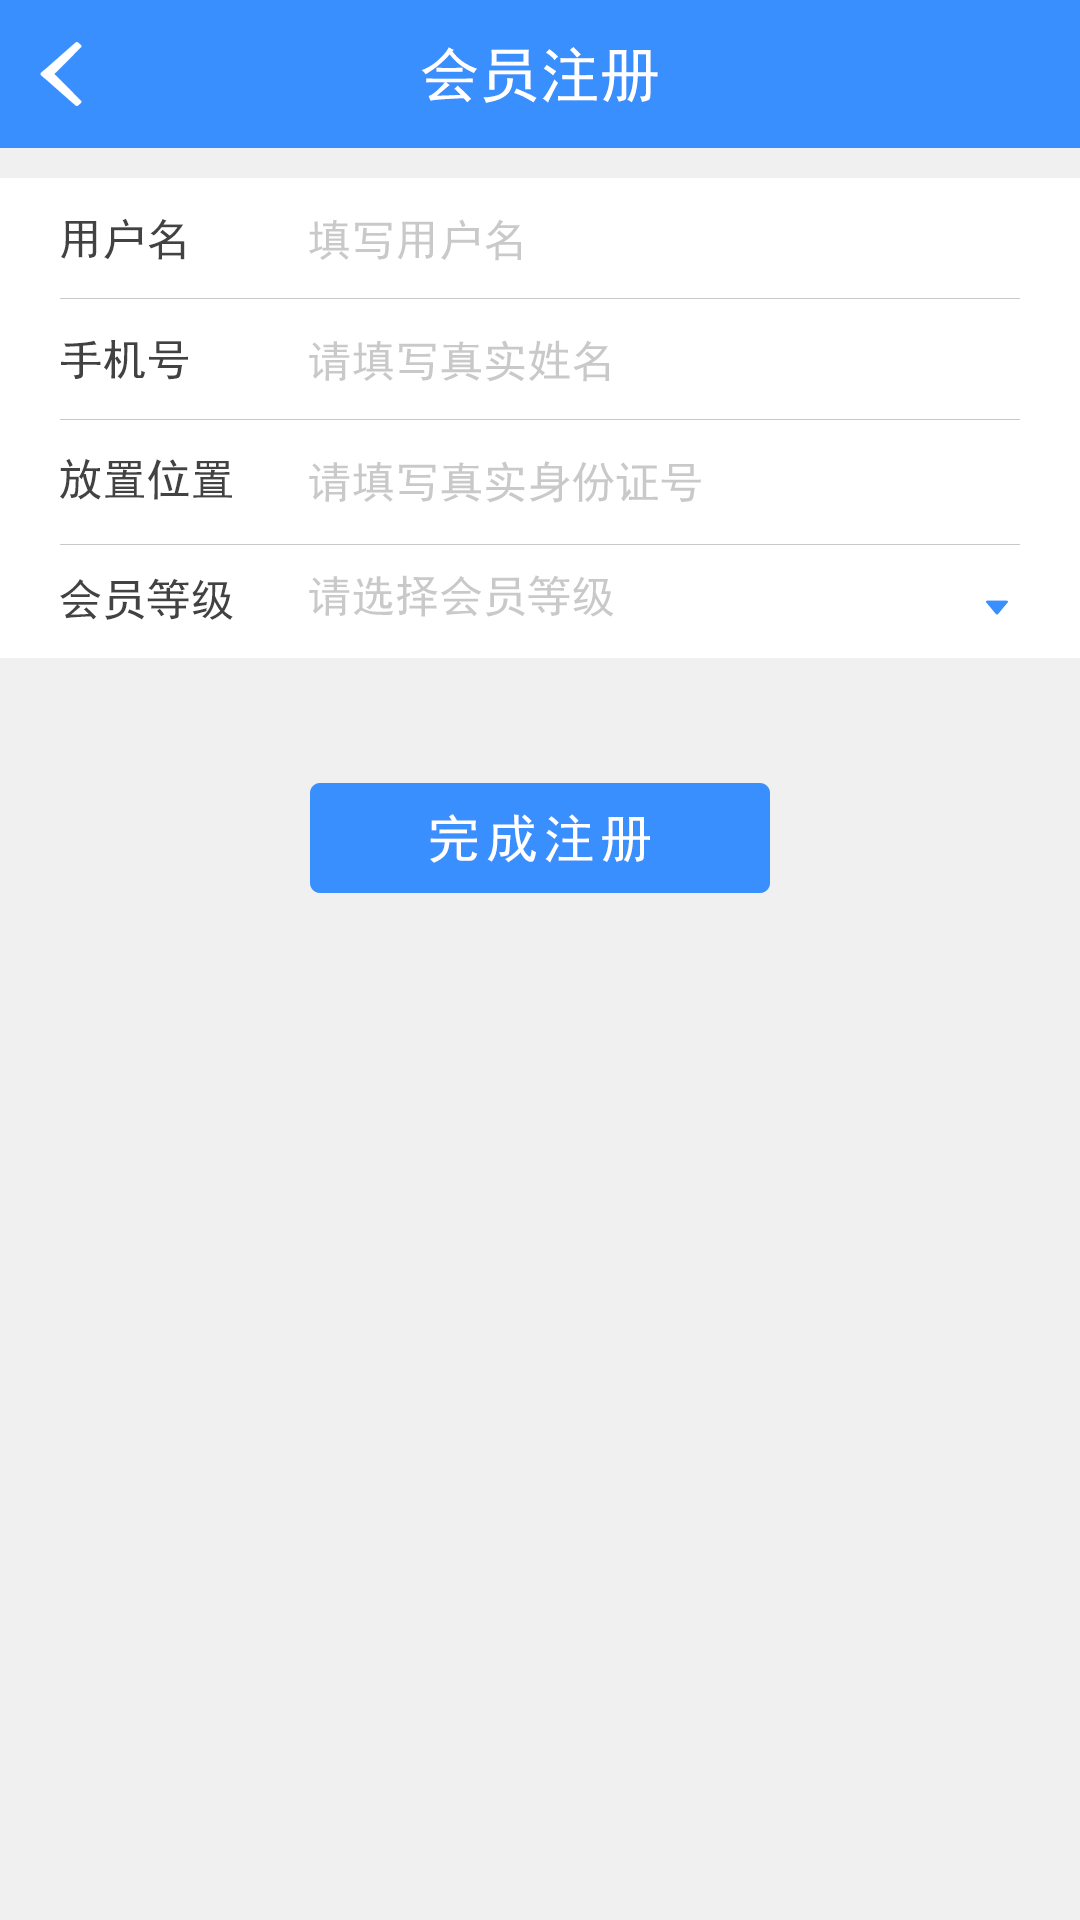 会员注册
用户名 填写用户名
手机号 请填写真实姓名
放置位置 请填写真实身份证号
会员等级 请选择会员等级
完成注册